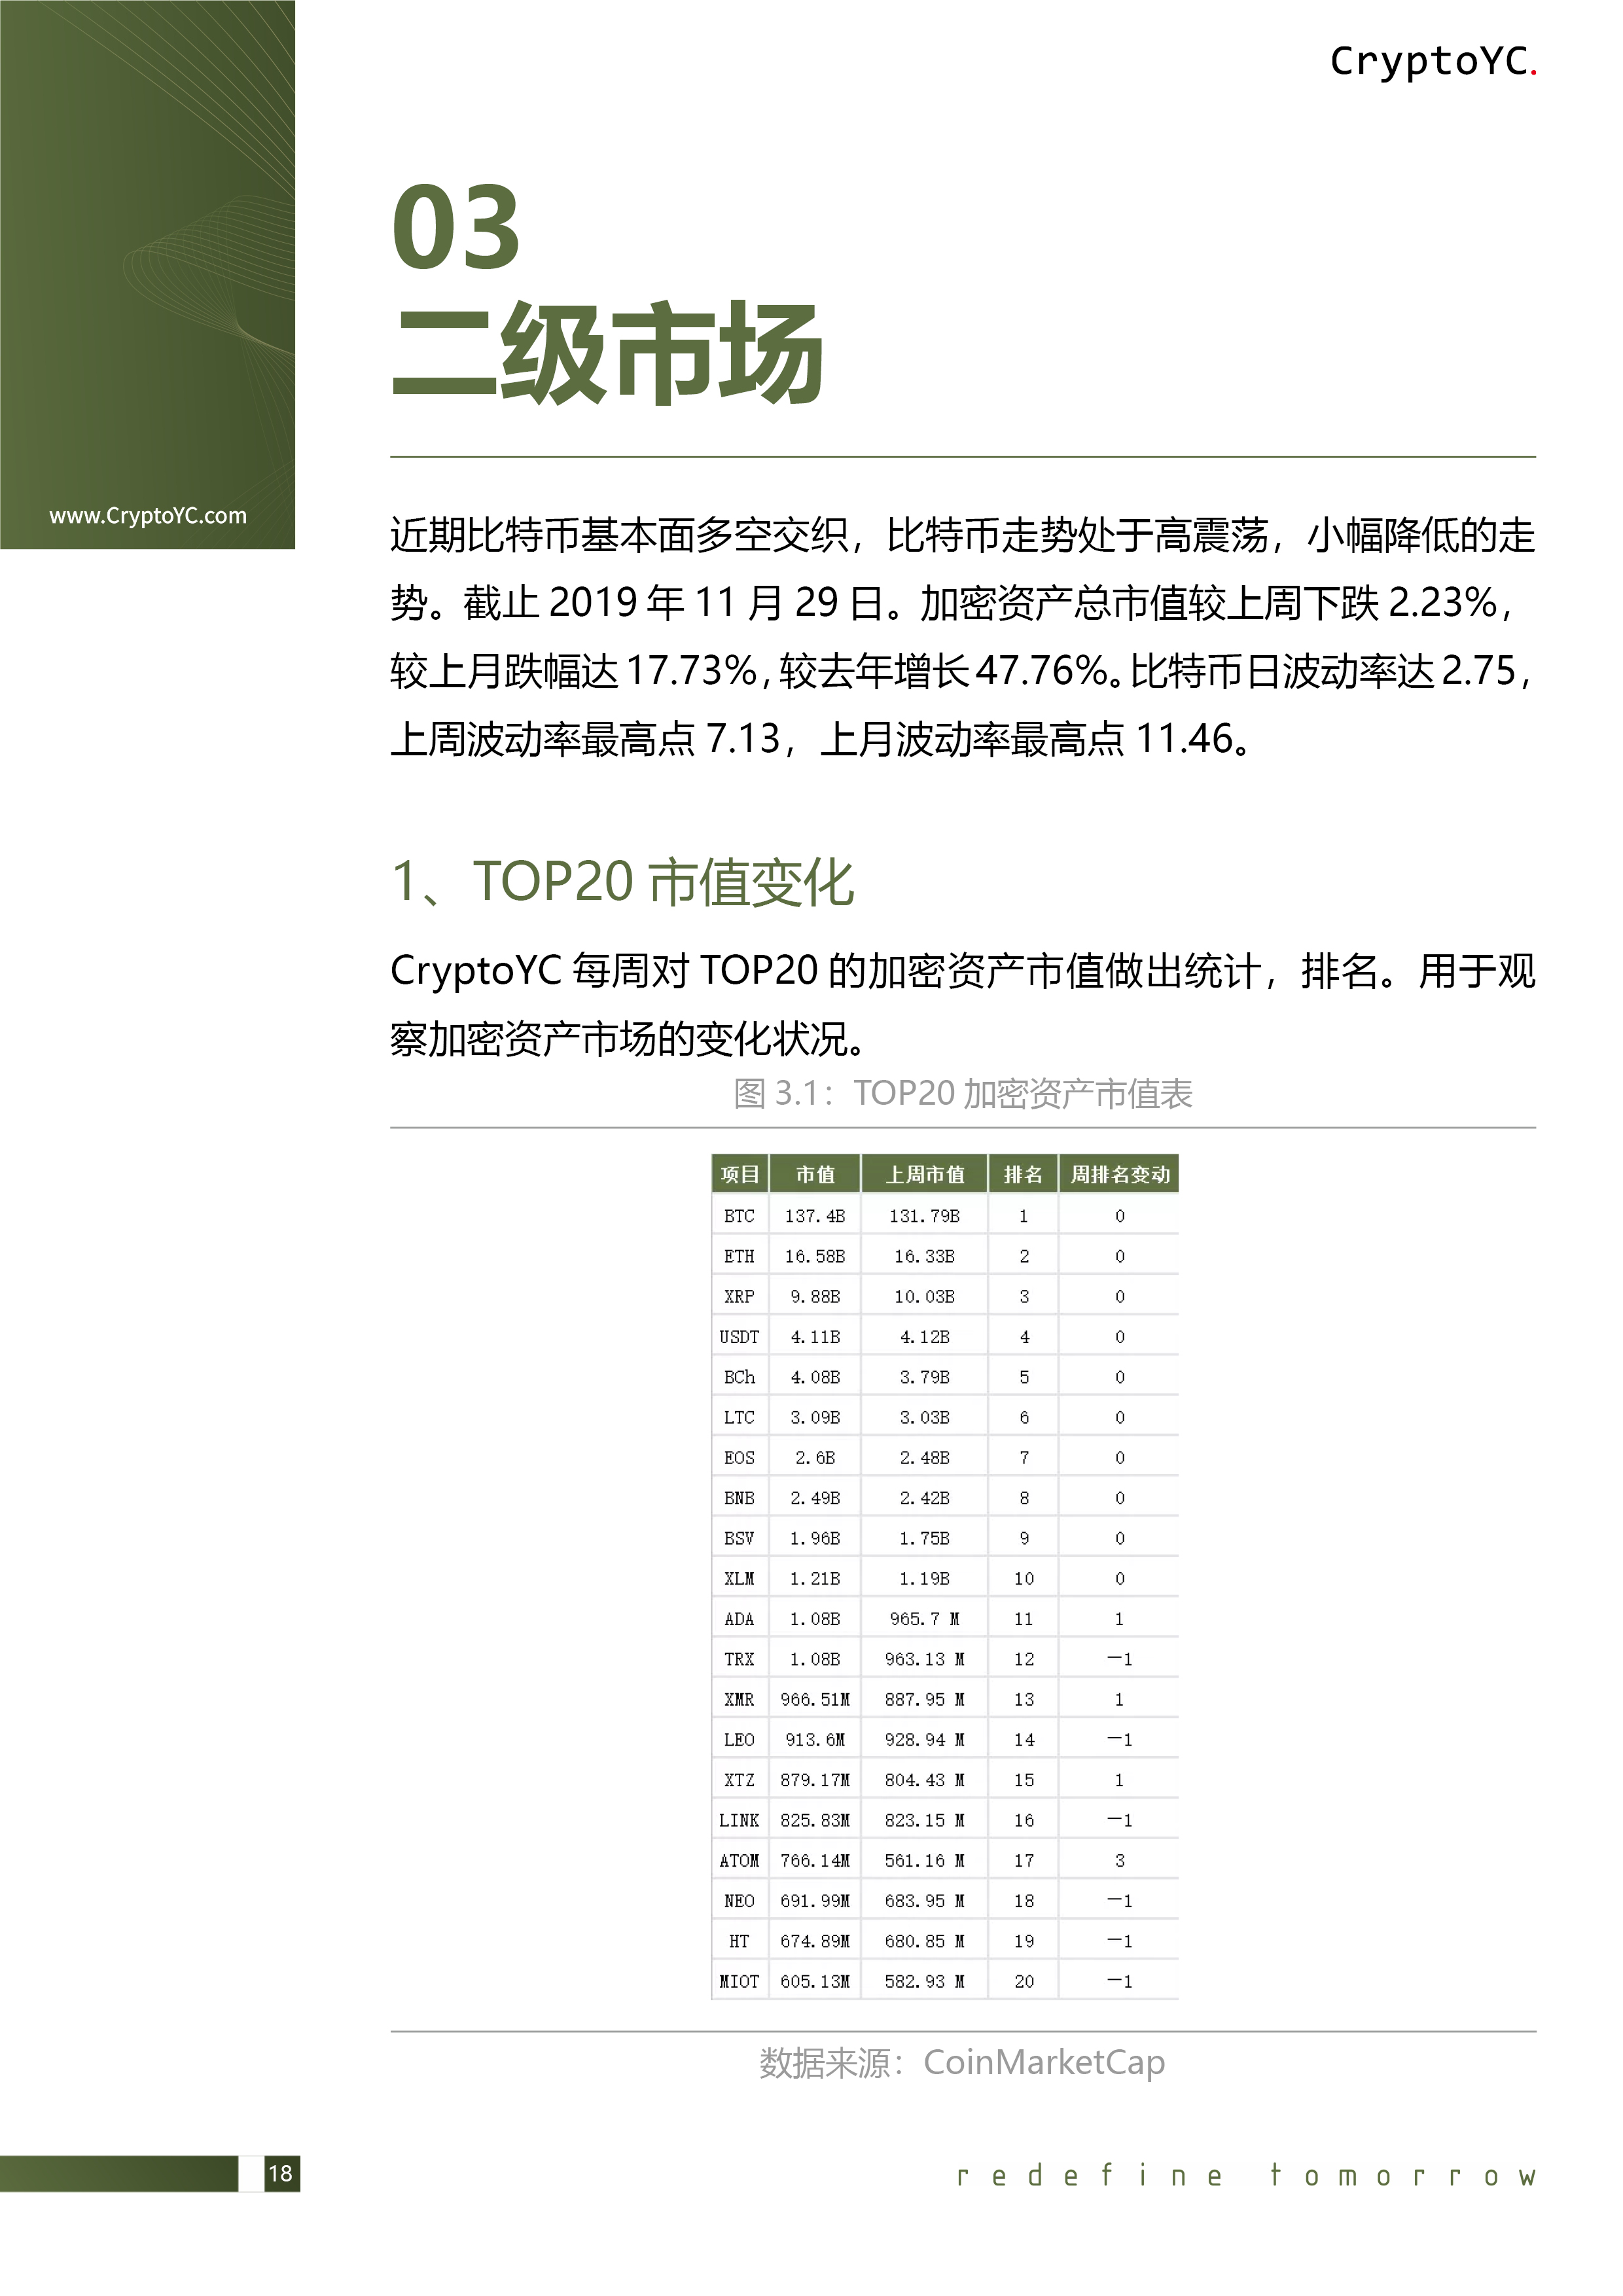 CryptoYC.
www.CryptoYC.com
03
二级市场
近期比特币基本面多空交织，比特币走势处于高震荡，小幅降低的走
势。截止 2019 年 11 月 29 日。加密资产总市值较上周下跌 2.23%，
较上月跌幅达 17.73%，较去年增长 47.76%。比特币日波动率达 2.75，
上周波动率最高点 7.13，上月波动率最高点 11.46。
1、TOP20 市值变化
CryptoYC 每周对 TOP20 的加密资产市值做出统计，排名。用于观
察加密资产市场的变化状况。
图 3.1：TOP20 加密资产市值表
项目 市值 上周市值 排名 周排名变动
BTC 137.4B 131.79B 1 0
ETH 16.58B 16.33B 2 0
XRP 9.88B 10.03B 3 0
USDT 4.11B 4.12B 4 0
BCh 4.08B 3.79B 5 0
LTC 3.09B 3.03B 6 0
EOS 2.6B 2.48B 7 0
BNB 2.49B 2.42B 8 0
BSV 1.96B 1.75B 9 0
XLM 1.21B 1.19B 10 0
ADA 1.08B 965.7 M 11 1
TRX 1.08B 963.13 M 12 －1
XMR 966.51M 887.95 M 13 1
LEO 913.6M 928.94 M 14 －1
XTZ 879.17M 804.43 M 15 1
LINK 825.83M 823.15 M 16 －1
ATOM 766.14M 561.16 M 17 3
NEO 691.99M 683.95 M 18 －1
HT 674.89M 680.85 M 19 －1
MIOT 605.13M 582.93 M 20 －1
数据来源：CoinMarketCap
18
redefine tomorrow